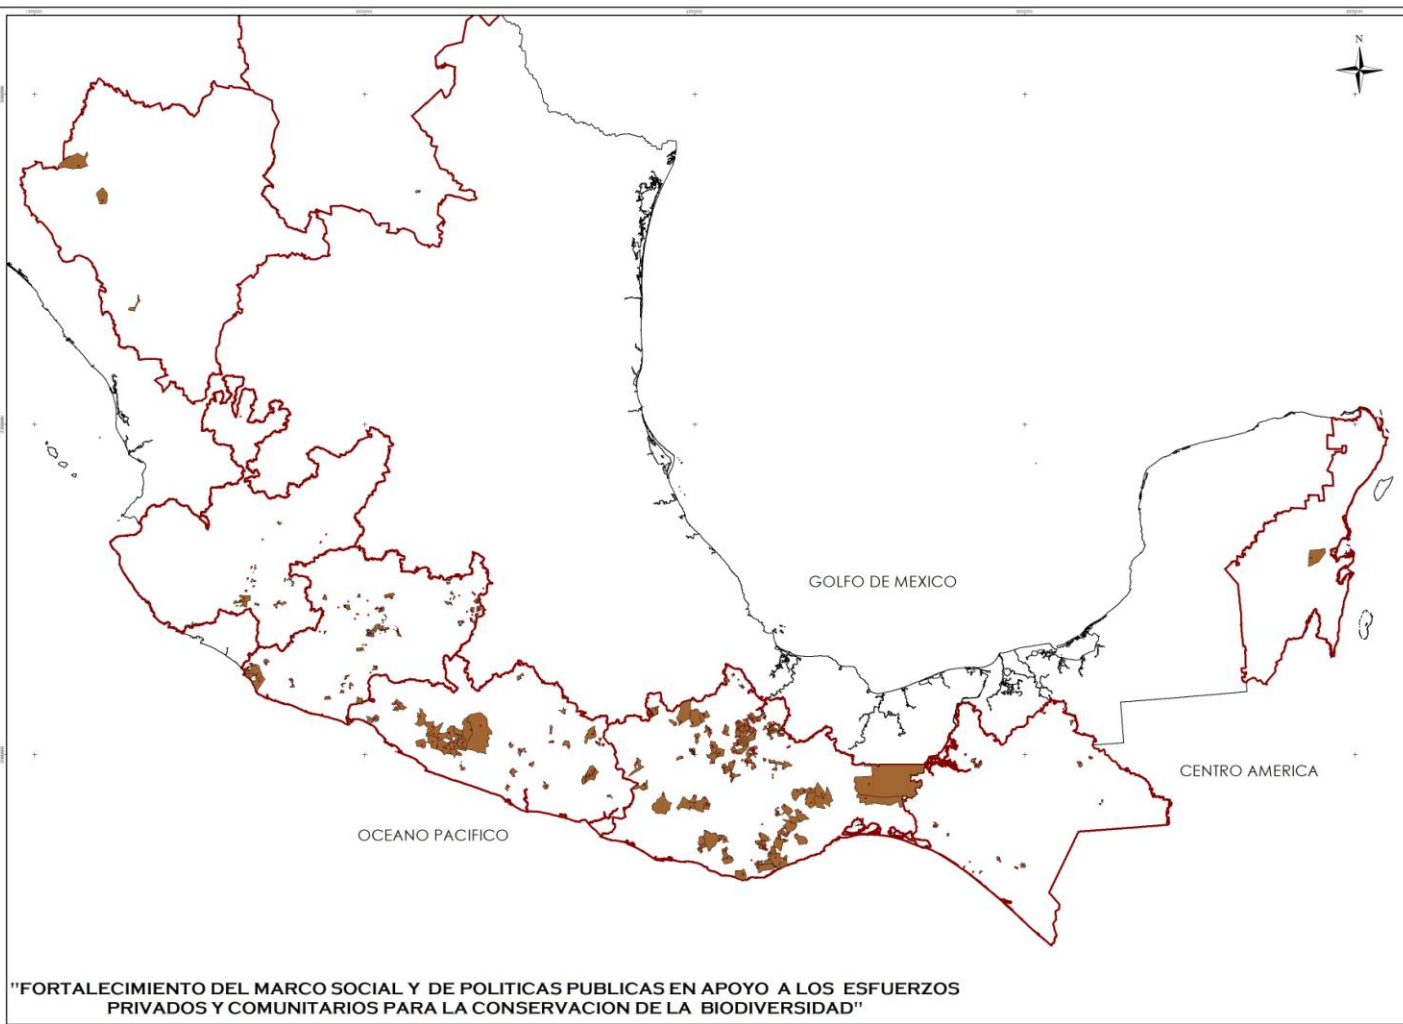 N
GOLFO DE MEXICO
CENTRO AMERICA
OCEANO PACIFICO
"FORTALECIMIENTO DEL MARCO SOCIAL Y DE POLITICAS PUBLICAS EN APOYO A LOS ESFUERZOS
PRIVADOS Y COMUNITARIOS PARA LA CONSERVACION DE LA BIODIVERSIDAD"